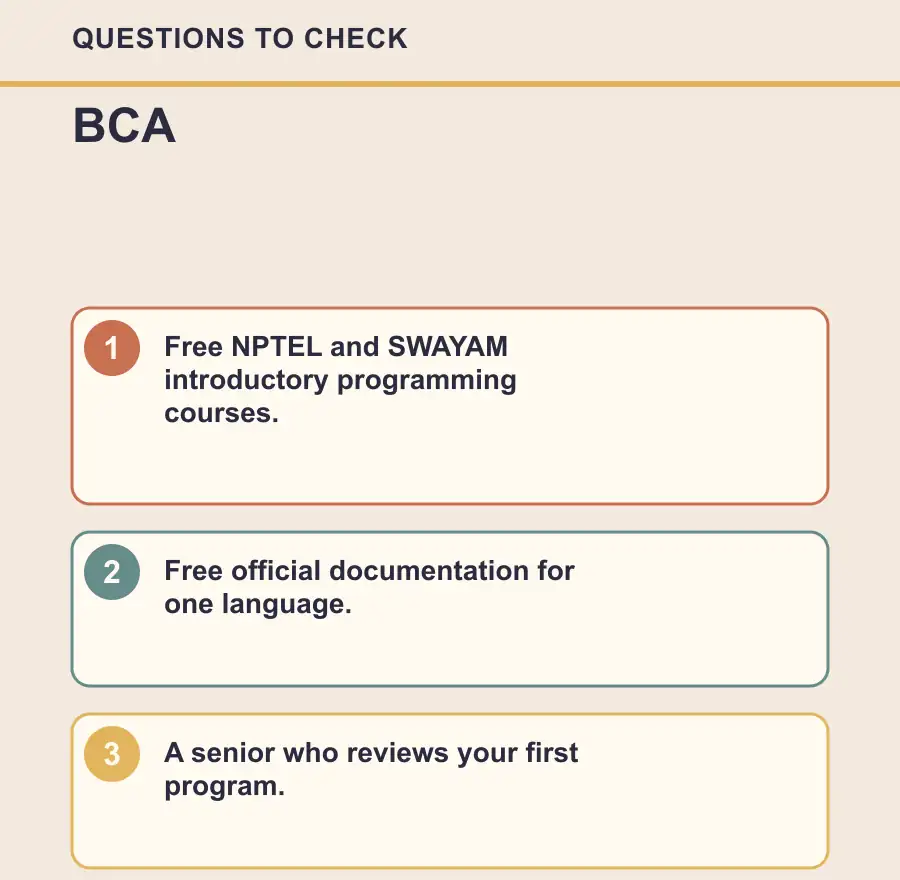 QUESTIONS TO CHECK
BCA
1
Free NPTEL and SWAYAM
introductory programming
courses.
2
Free official documentation for
one language.
3
A senior who reviews your first
program.